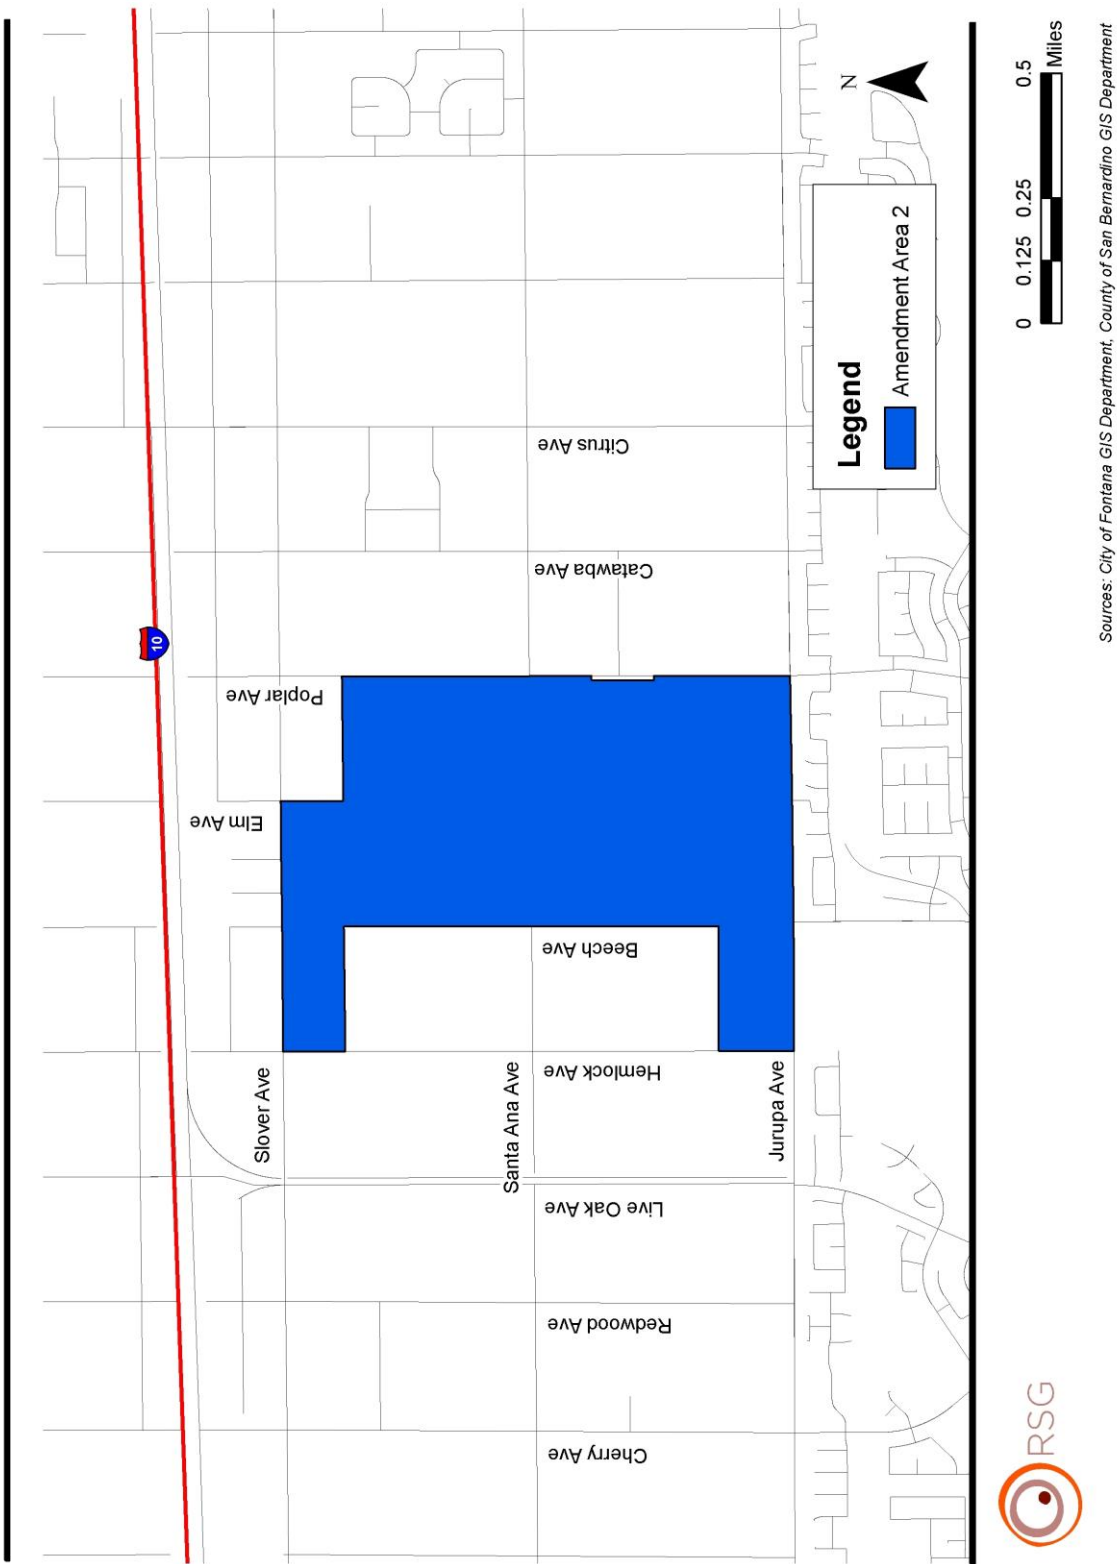 10
Slover Ave
Santa Ana Ave
Jurupa Ave
Cherry Ave
Redwood Ave
Live Oak Ave
Hemlock Ave
Beech Ave
Elm Ave
Poplar Ave
Catawba Ave
Citrus Ave
Legend
Amendment Area 2
N
0 0.125 0.25 0.5
Miles
RSG
Sources: City of Fontana GIS Department, County of San Bernardino GIS Department